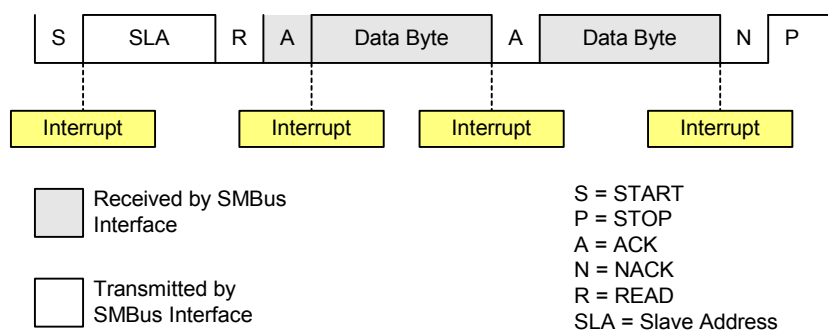 S SLA R A Data Byte A Data Byte N P
Interrupt Interrupt Interrupt Interrupt
Received by SMBus
Interface
Transmitted by
SMBus Interface
S = START
P = STOP
A = ACK
N = NACK
R = READ
SLA = Slave Address